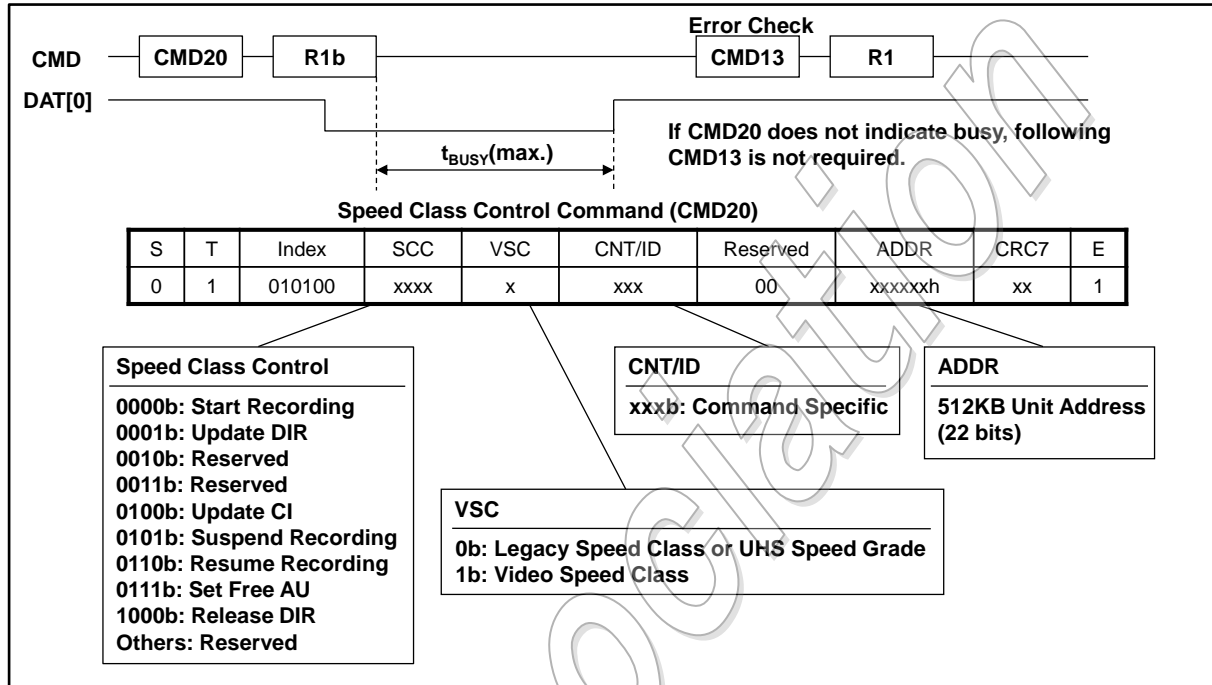 Error Check
CMD CMD20 R1b CMD13 R1
DAT[0]
If CMD20 does not indicate busy, following
CMD13 is not required.
tBUSY(max.)
Speed Class Control Command (CMD20)
S T Index SCC VSC CNT/ID Reserved ADDR CRC7 E
0 1 010100 xxxx x xxx 00 xxxxxxh xx 1
Speed Class Control
0000b: Start Recording
0001b: Update DIR
0010b: Reserved
0011b: Reserved
0100b: Update CI
0101b: Suspend Recording
0110b: Resume Recording
0111b: Set Free AU
1000b: Release DIR
Others: Reserved
CNT/ID
xxxb: Command Specific
ADDR
512KB Unit Address
(22 bits)
VSC
0b: Legacy Speed Class or UHS Speed Grade
1b: Video Speed Class
ociation